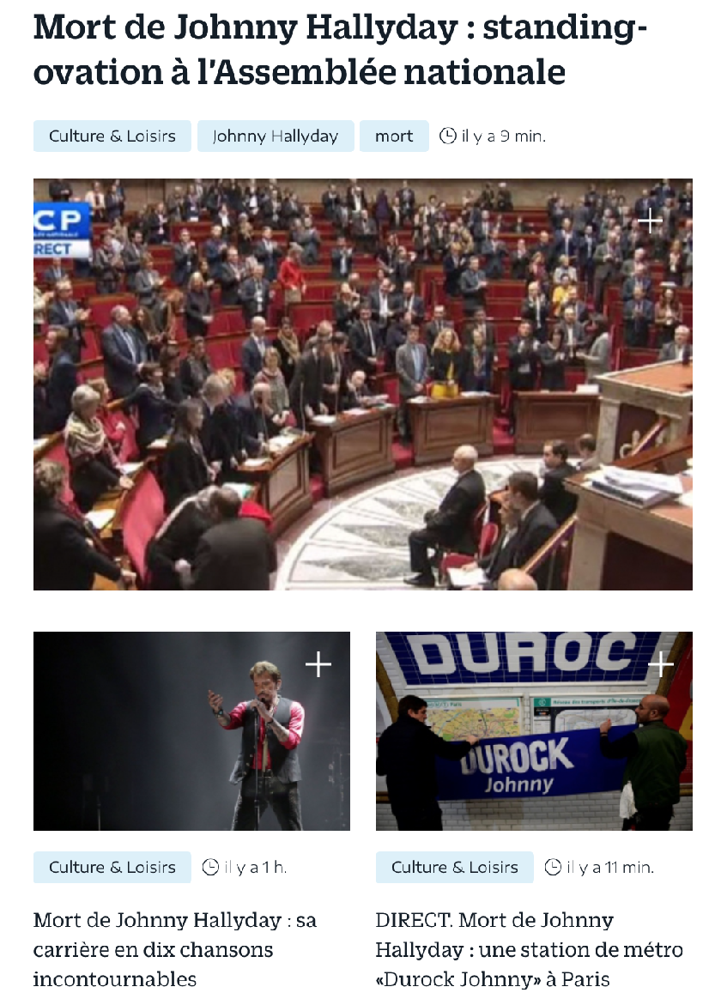 Mort de Johnny Hallyday : standing-
ovation à l'Assemblée nationale
Culture & Loisirs
Johnny Hallyday
mort
il y a 9 min.
CP
RECT
DUROC
Paris
DUROCK
Johnny
Culture & Loisirs
il y a 1 h.
Culture & Loisirs
il y a 11 min.
Mort de Johnny Hallyday : sa
carrière en dix chansons
incontournables
DIRECT. Mort de Johnny
Hallyday : une station de métro
«Durock Johnny» à Paris